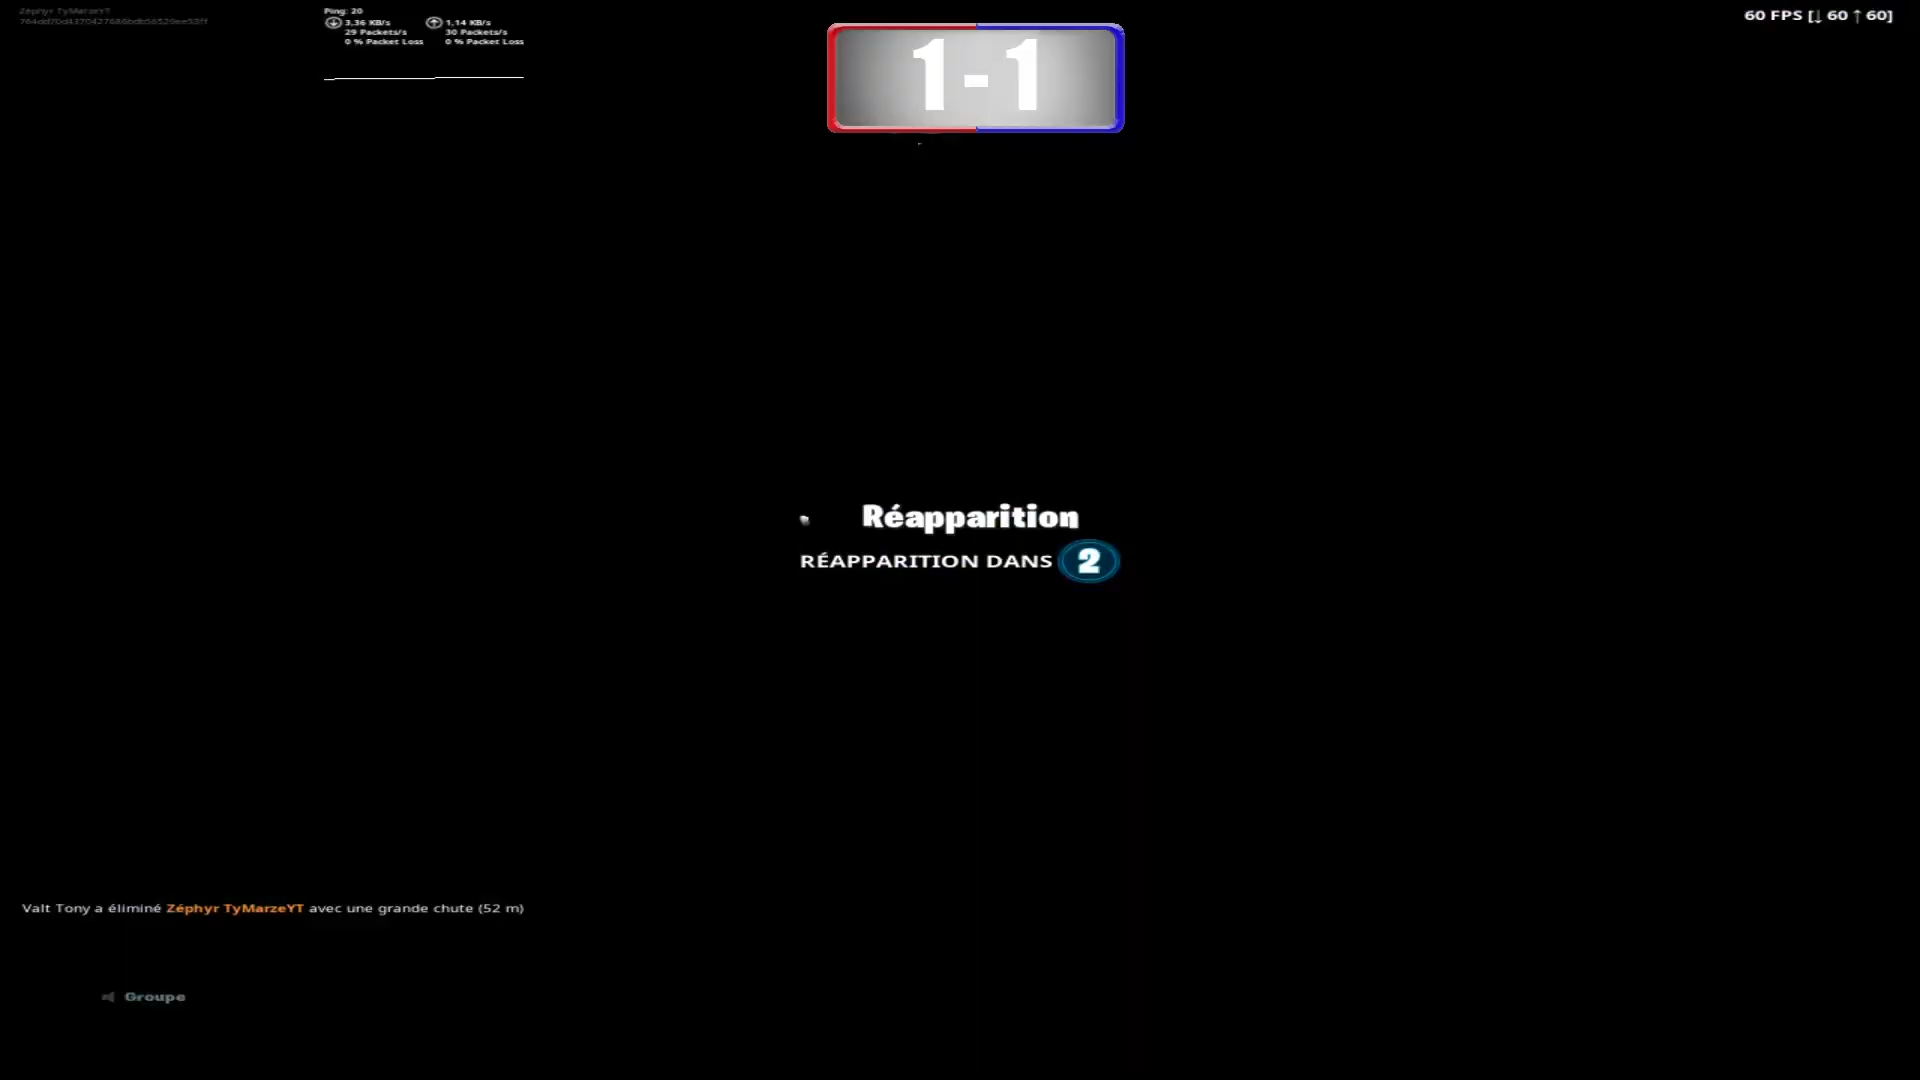 Zéphyr TyMarzeYT
Ping: 20
3,36 KB/s
1,14 KB/s
29 Packets/s
30 Packets/s
0 % Packet Loss
0 % Packet Loss
60 FPS [↓ 60 ↑ 60]
1-1
Réapparition
RÉAPPARITION DANS 2
Valt Tony a éliminé Zéphyr TyMarzeYT avec une grande chute (52 m)
Groupe